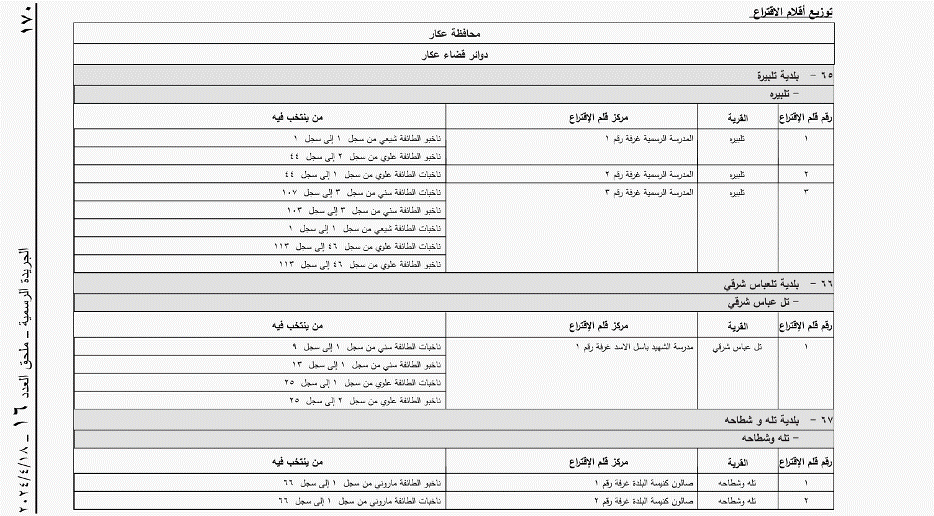 توزيع أقلام الاقتراع
محافظة عكار
دوائر قضاء عكار
٦٥ - بلدية تلبيرة
- تلبيره
رقم قلم الإقتراع القرية مركز قلم الإقتراع من ينتخب فيه
١ تلبيره المدرسة الرسمية غرفة رقم ١ ناخبو الطائفة شيعي من سجل ١ إلى سجل ١
ناخبو الطائفة علوي من سجل ٢ إلى سجل ٤٤
٢ تلبيره المدرسة الرسمية غرفة رقم ٢ ناخبات الطائفة علوي من سجل ١ إلى سجل ٤٤
٣ تلبيره المدرسة الرسمية غرفة رقم ٣ ناخبات الطائفة سني من سجل ٣ إلى سجل ١٠٧
ناخبو الطائفة سني من سجل ٣ إلى سجل ١٠٣
ناخبات الطائفة شيعي من سجل ١ إلى سجل ١
ناخبات الطائفة علوي من سجل ٤٦ إلى سجل ١١٣
ناخبو الطائفة علوي من سجل ٤٦ إلى سجل ١١٣
٦٦ - بلدية تلعباس شرقي
- تل عباس شرقي
رقم قلم الإقتراع القرية مركز قلم الإقتراع من ينتخب فيه
١ تل عباس شرقي مدرسة الشهيد باسل الاسد غرفة رقم ١ ناخبات الطائفة سني من سجل ١ إلى سجل ٩
ناخبو الطائفة سني من سجل ١ إلى سجل ١٣
ناخبات الطائفة علوي من سجل ١ إلى سجل ٢٥
ناخبو الطائفة علوي من سجل ٢ إلى سجل ٢٥
٦٧ - بلدية تله و شطاحه
- تله وشطاحه
رقم قلم الإقتراع القرية مركز قلم الإقتراع من ينتخب فيه
١ تله وشطاحه صالون كنيسة البلدة غرفة رقم ١ ناخبو الطائفة ماروني من سجل ١ إلى سجل ٦٦
٢ تله وشطاحه صالون كنيسة البلدة غرفة رقم ٢ ناخبات الطائفة ماروني من سجل ١ إلى سجل ٦٦
١٧٠
الجريدة الرسمية – ملحق العدد ١٦ – ٢٠٢٤/٤/١٨